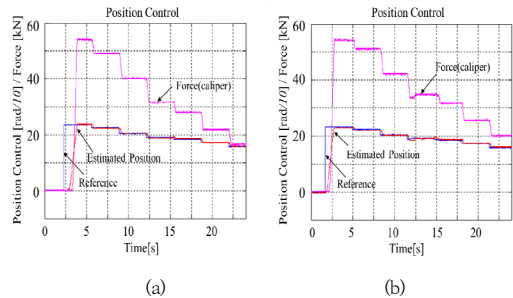 Position Control
Position Control [rad/10] / Force [kN]
60
40
20
0
Force(caliper)
Estimated Position
Reference
0
5
10
15
20
Time[s]
(a)
Position Control
Position Control [rad/10] / Force [kN]
60
40
20
0
Force(caliper)
Estimated Position
Reference
0
5
10
15
20
Time[s]
(b)